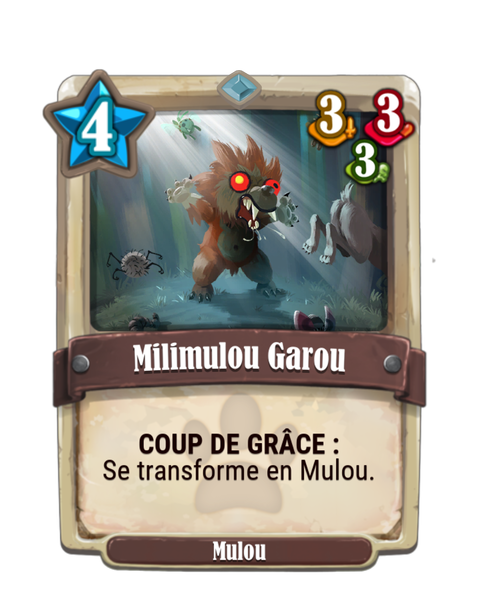 4
3 3
3
Milimulou Garou
COUP DE GRÂCE :
Se transforme en Mulou.
Mulou